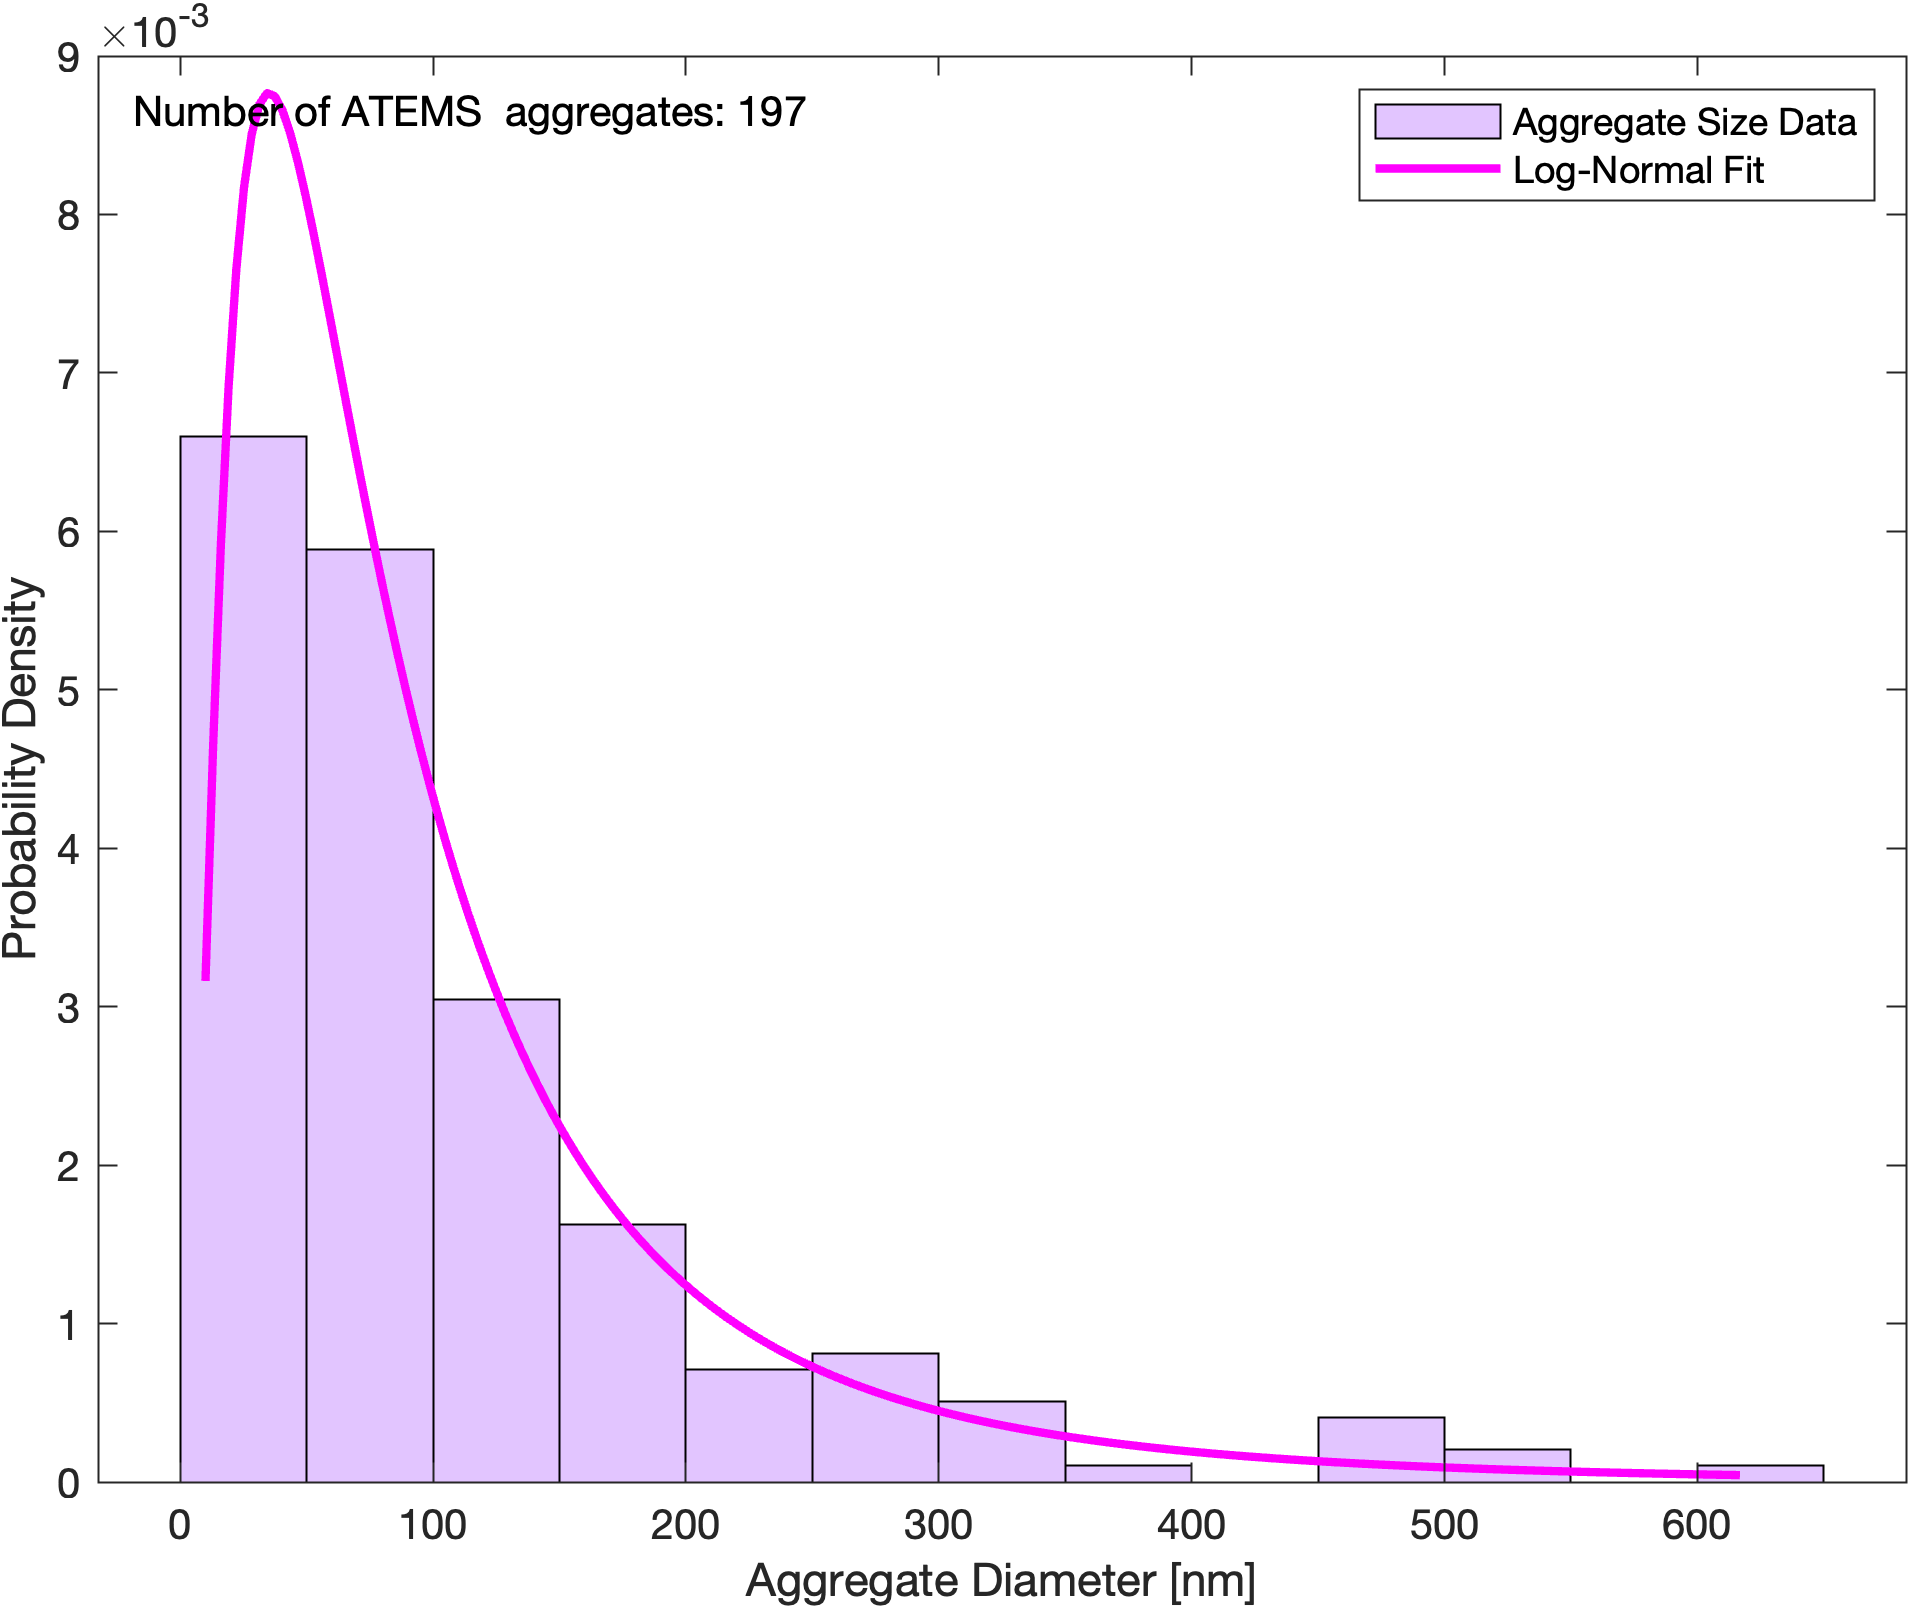 ×10-3
Number of ATEMS  aggregates: 197
Aggregate Size Data
Log-Normal Fit
9
8
7
6
5
4
3
2
1
0
Probability Density
0 100 200 300 400 500 600
Aggregate Diameter [nm]